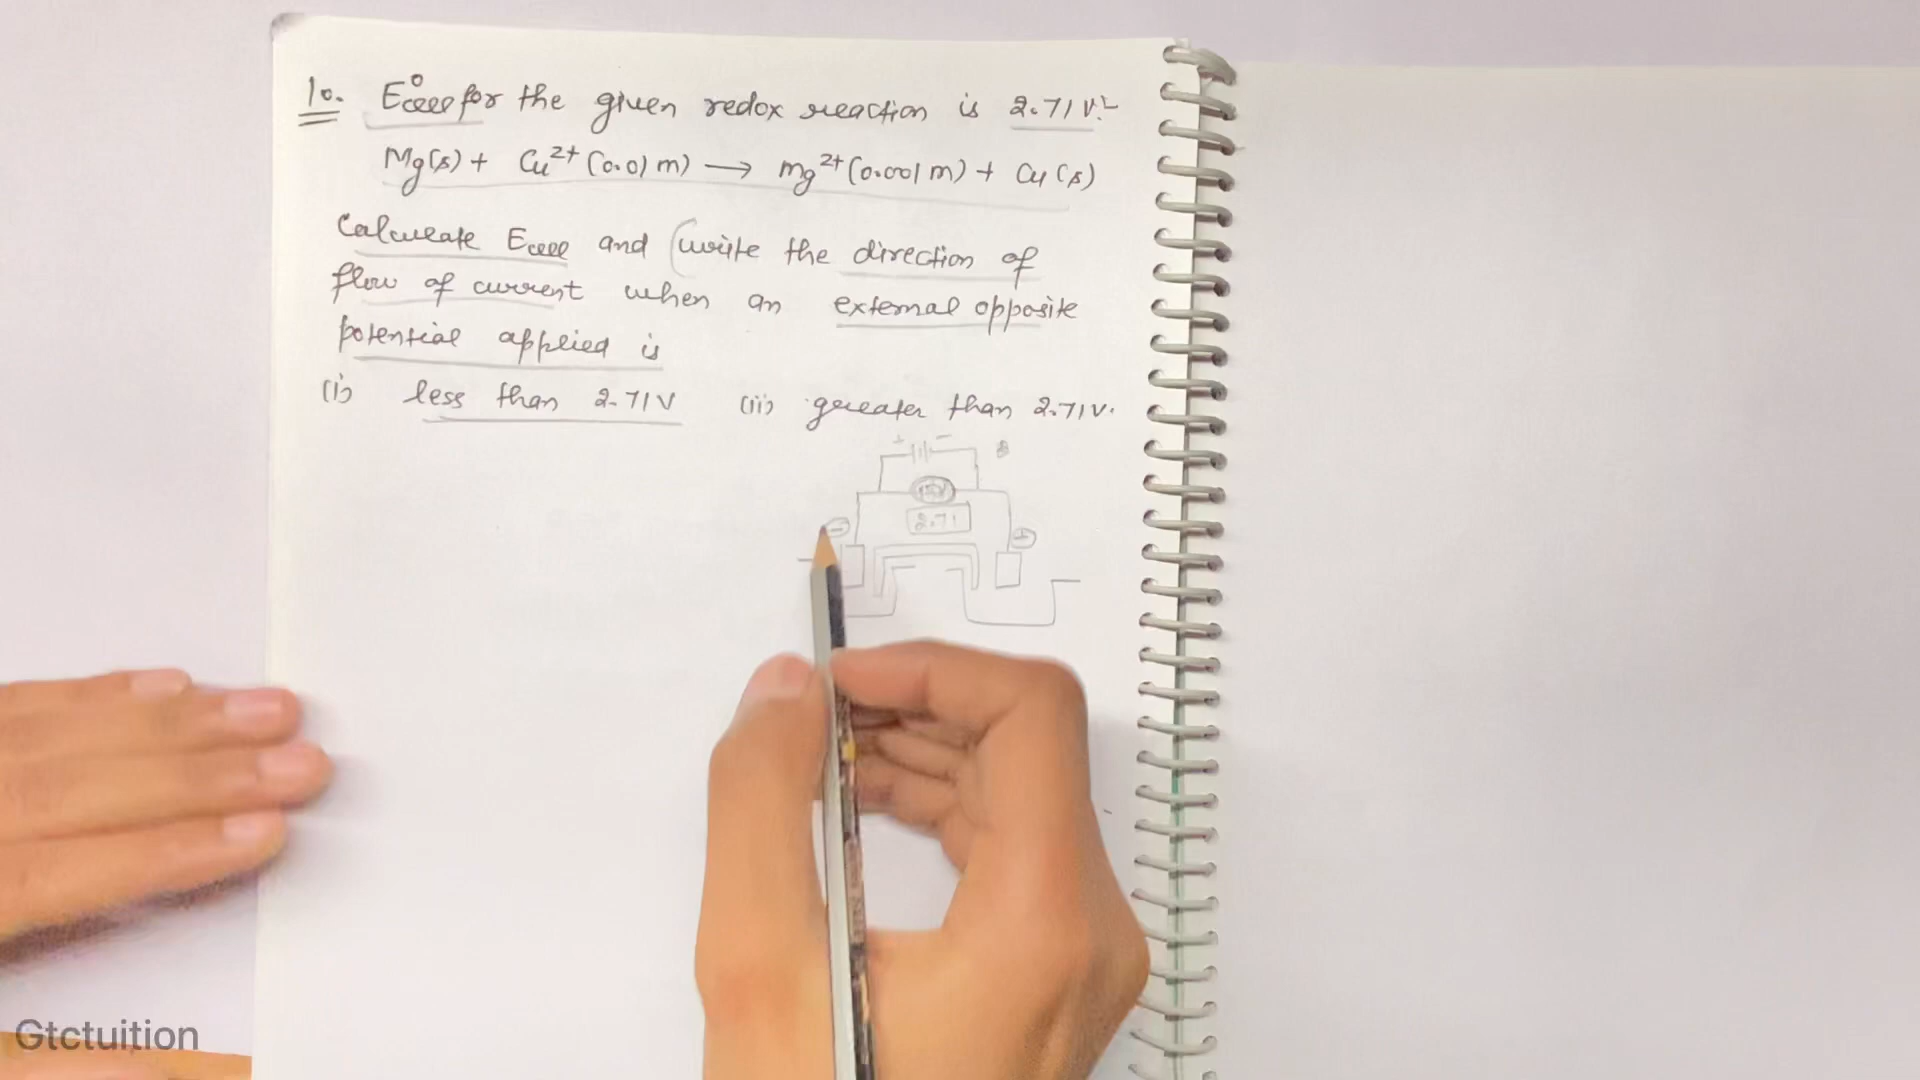 10. E°cell for the given redox reaction is 2.71V:-
Mg(s) + Cu²⁺ (0.01 m) → Mg²⁺ (0.001 m) + Cu (s)
Calculate Ecell and (write the direction of
flow of current when an external opposite
potential applied is
(i) less than 2.71V (ii) greater than 2.71V.
+ −
2.71
− +
Gtctuition